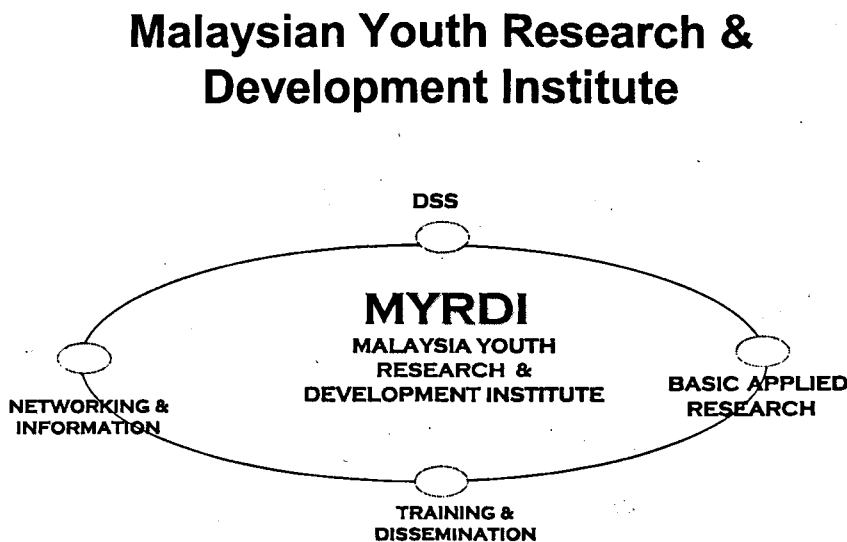 Malaysian Youth Research &
Development Institute
DSS
MYRDI
MALAYSIA YOUTH
RESEARCH &
DEVELOPMENT INSTITUTE
NETWORKING &
INFORMATION
BASIC APPLIED
RESEARCH
TRAINING &
DISSEMINATION